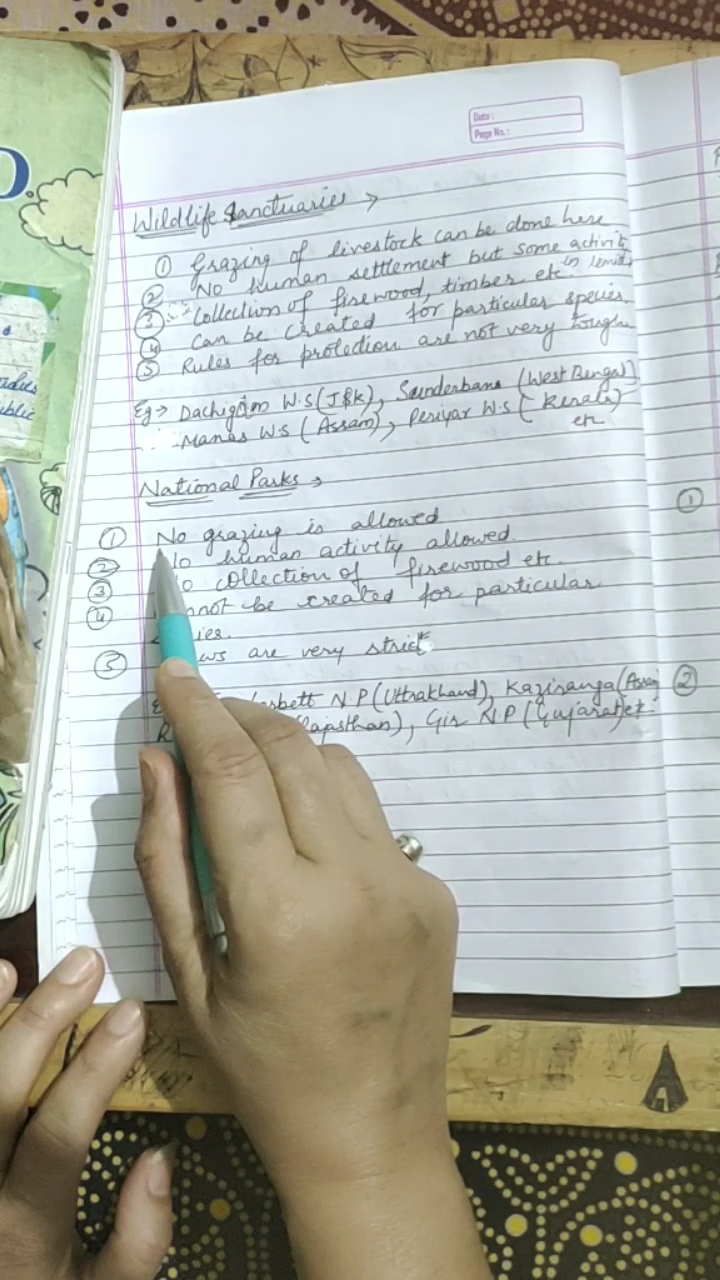 D.
Date :
Page No. :
Wildlife Sanctuaries →
① Grazing of livestock can be done here
② No human settlement but some activity
in limits
③ Collection of firewood, timber etc.
④ Can be created for particular species.
⑤ Rules for protection are not very tough
Eg → Dachigam W.S (J&K), Sunderbans (West Bengal)
Manas W.S (Assam), Periyar W.S (Kerala)
etc
National Parks →
① No grazing is allowed
② No human activity allowed.
③ collection of firewood etc.
④ be created for particular
⑤ are very strict
Corbett N.P (Uttrakhand), Kaziranga (Assam
(Rajasthan), Gir N.P (Gujarat) etc
①
②